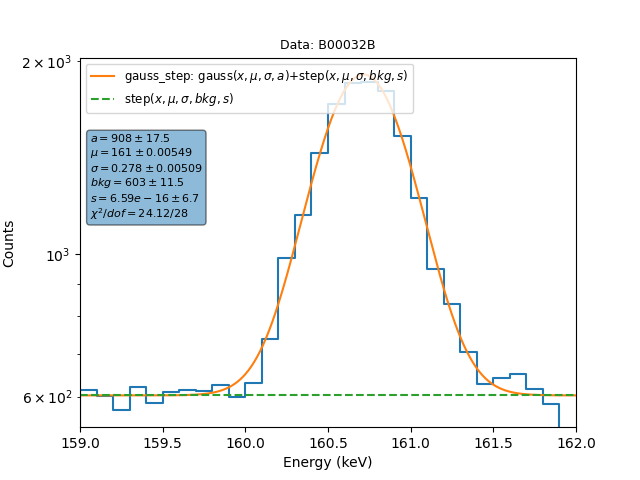 Data: B00032B
gauss_step: gauss(x, μ, σ, a)+step(x, μ, σ, bkg, s)
step(x, μ, σ, bkg, s)
a = 908 ± 17.5
μ = 161 ± 0.00549
σ = 0.278 ± 0.00509
bkg = 603 ± 11.5
s = 6.59e − 16 ± 6.7
χ²/dof = 24.12/28
2 × 10³
10³
6 × 10²
Counts
159.0 159.5 160.0 160.5 161.0 161.5 162.0
Energy (keV)